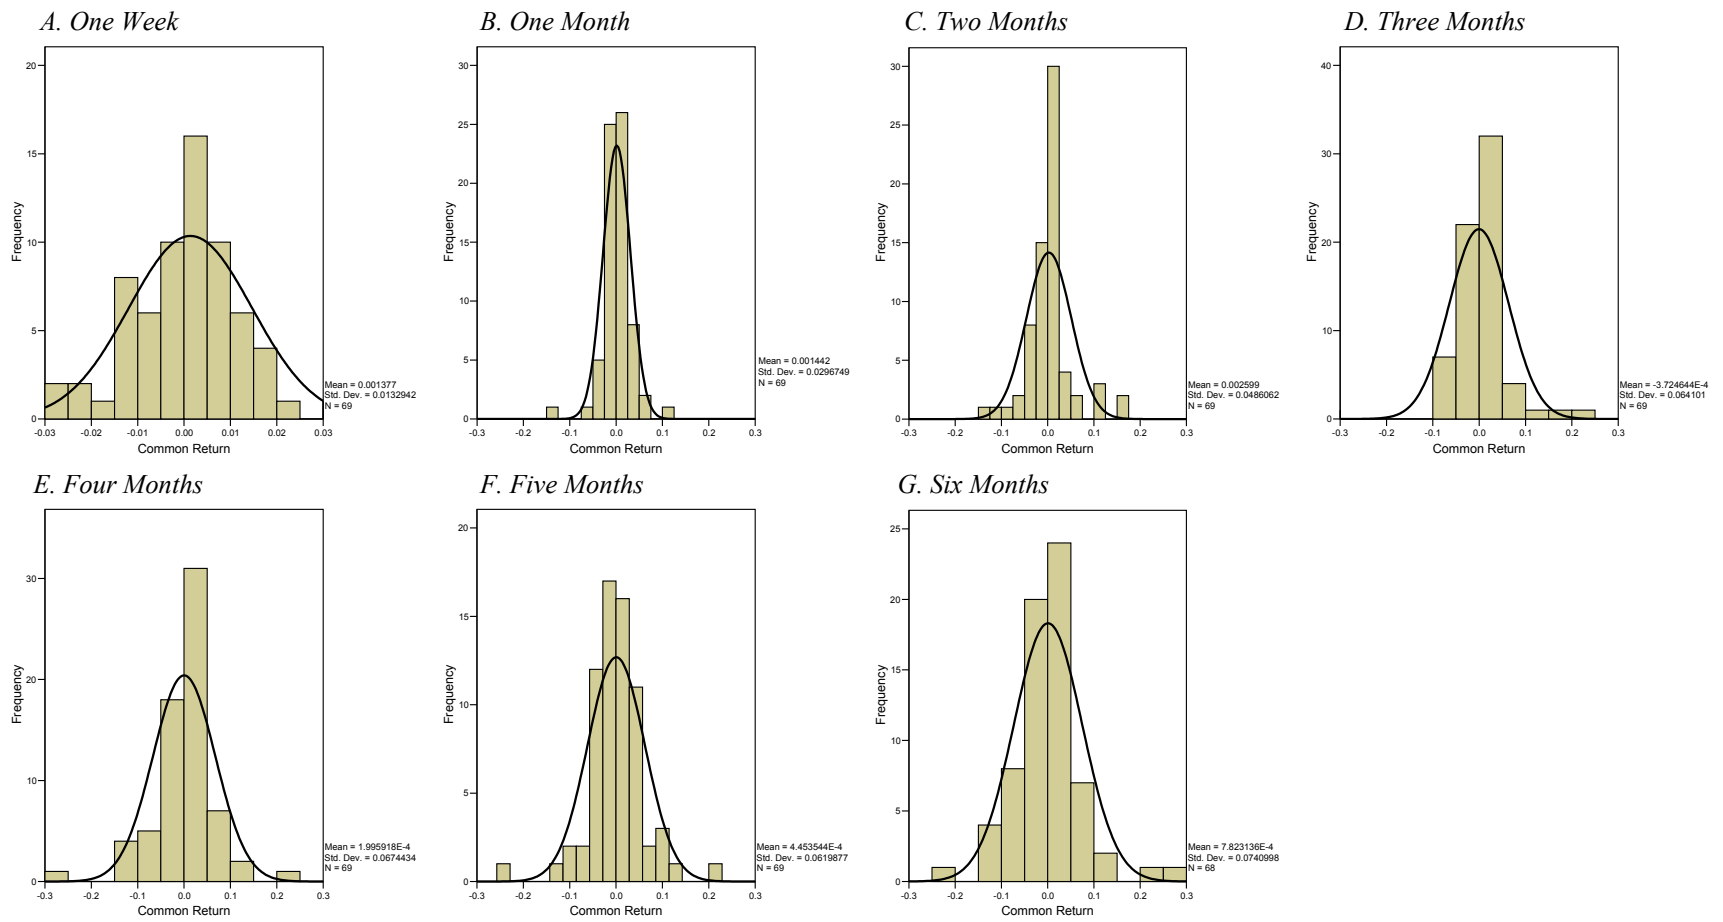 A. One Week
20
15
10
5
0
Frequency
-0.03 -0.02 -0.01 0.00 0.01 0.02 0.03
Common Return
Mean = 0.001377
Std. Dev. = 0.0132942
N = 69
B. One Month
30
25
20
15
10
5
0
Frequency
-0.3 -0.2 -0.1 0.0 0.1 0.2 0.3
Common Return
Mean = 0.001442
Std. Dev. = 0.0296749
N = 69
C. Two Months
30
25
20
15
10
5
0
Frequency
-0.3 -0.2 -0.1 0.0 0.1 0.2 0.3
Common Return
Mean = 0.002599
Std. Dev. = 0.0486062
N = 69
D. Three Months
40
30
20
10
0
Frequency
-0.3 -0.2 -0.1 0.0 0.1 0.2 0.3
Common Return
Mean = -3.724644E-4
Std. Dev. = 0.064101
N = 69
E. Four Months
30
20
10
0
Frequency
-0.3 -0.2 -0.1 0.0 0.1 0.2 0.3
Common Return
Mean = 1.995918E-4
Std. Dev. = 0.0674434
N = 69
F. Five Months
20
15
10
5
0
Frequency
-0.3 -0.2 -0.1 0.0 0.1 0.2 0.3
Common Return
Mean = 4.453544E-4
Std. Dev. = 0.0619877
N = 69
G. Six Months
25
20
15
10
5
0
Frequency
-0.3 -0.2 -0.1 0.0 0.1 0.2 0.3
Common Return
Mean = 7.823136E-4
Std. Dev. = 0.0740998
N = 68